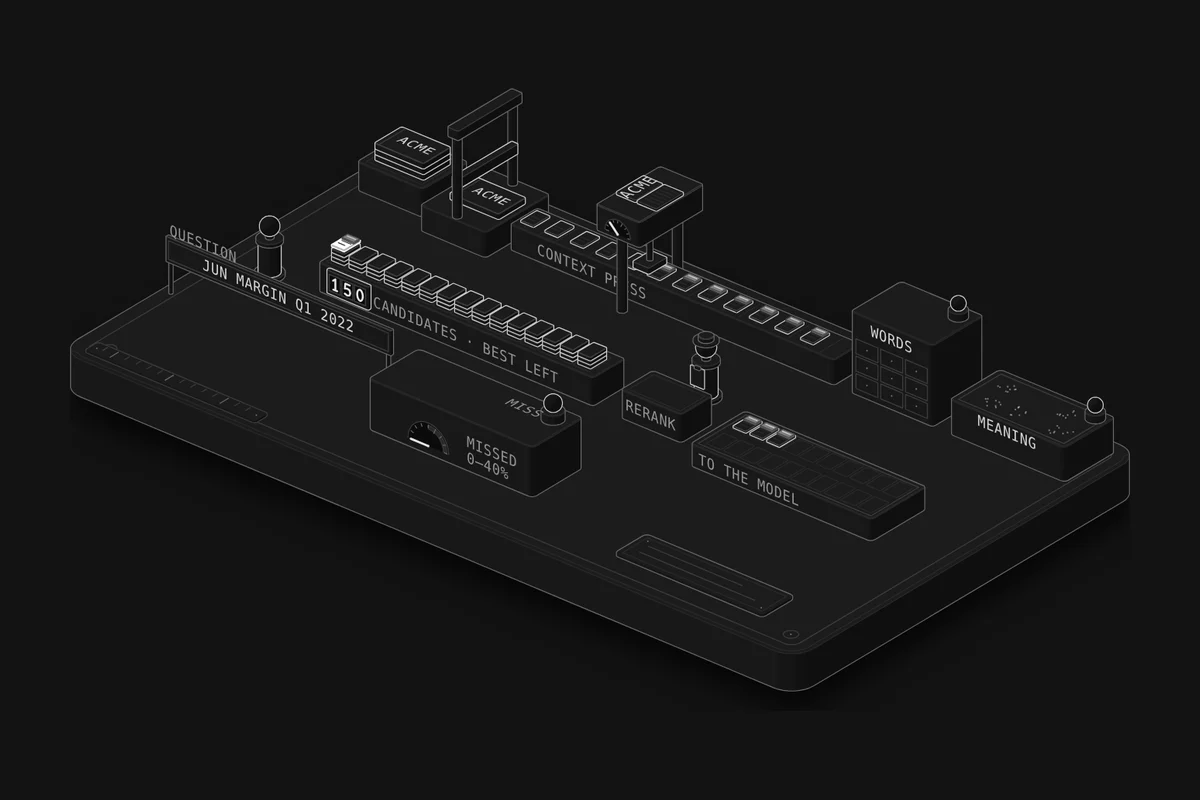 ACME
ACME
ACME
QUESTION
JUN MARGIN Q1 2022
150
CANDIDATES · BEST LEFT
CONTEXT PRESS
WORDS
MEANING
RERANK
TO THE MODEL
MISS
MISSED
0–40%